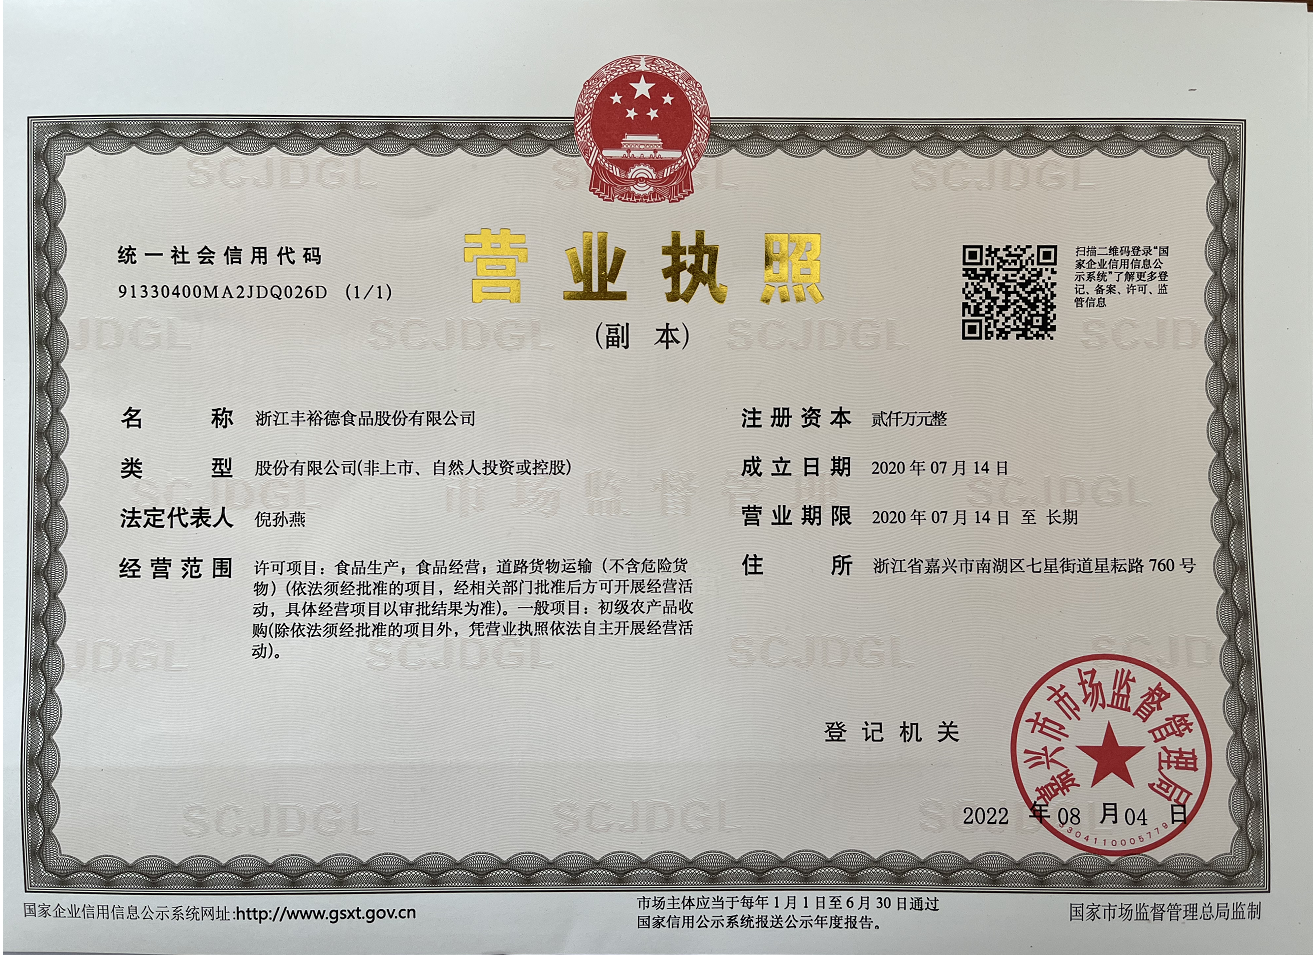 统一社会信用代码
91330400MA2JDQ026D (1/1)
营业执照
(副 本)
扫描二维码登录“国
家企业信用信息公
示系统”了解更多登
记、备案、许可、监
管信息
名称 浙江丰裕德食品股份有限公司
类型 股份有限公司(非上市、自然人投资或控股)
法定代表人 倪孙燕
经营范围 许可项目：食品生产；食品经营；道路货物运输（不含危险货
物）(依法须经批准的项目，经相关部门批准后方可开展经营活
动，具体经营项目以审批结果为准)。一般项目：初级农产品收
购(除依法须经批准的项目外，凭营业执照依法自主开展经营活
动)。
注册资本 贰仟万元整
成立日期 2020年07月14日
营业期限 2020年07月14日 至 长期
住所 浙江省嘉兴市南湖区七星街道星耘路760号
登记机关
嘉兴市市场监督管理局
2022 年 08 月 04 日
3304110005779
国家企业信用信息公示系统网址:http://www.gsxt.gov.cn
市场主体应当于每年1月1日至6月30日通过
国家信用公示系统报送公示年度报告。
国家市场监督管理总局监制
SCJDGL
市场监督管理